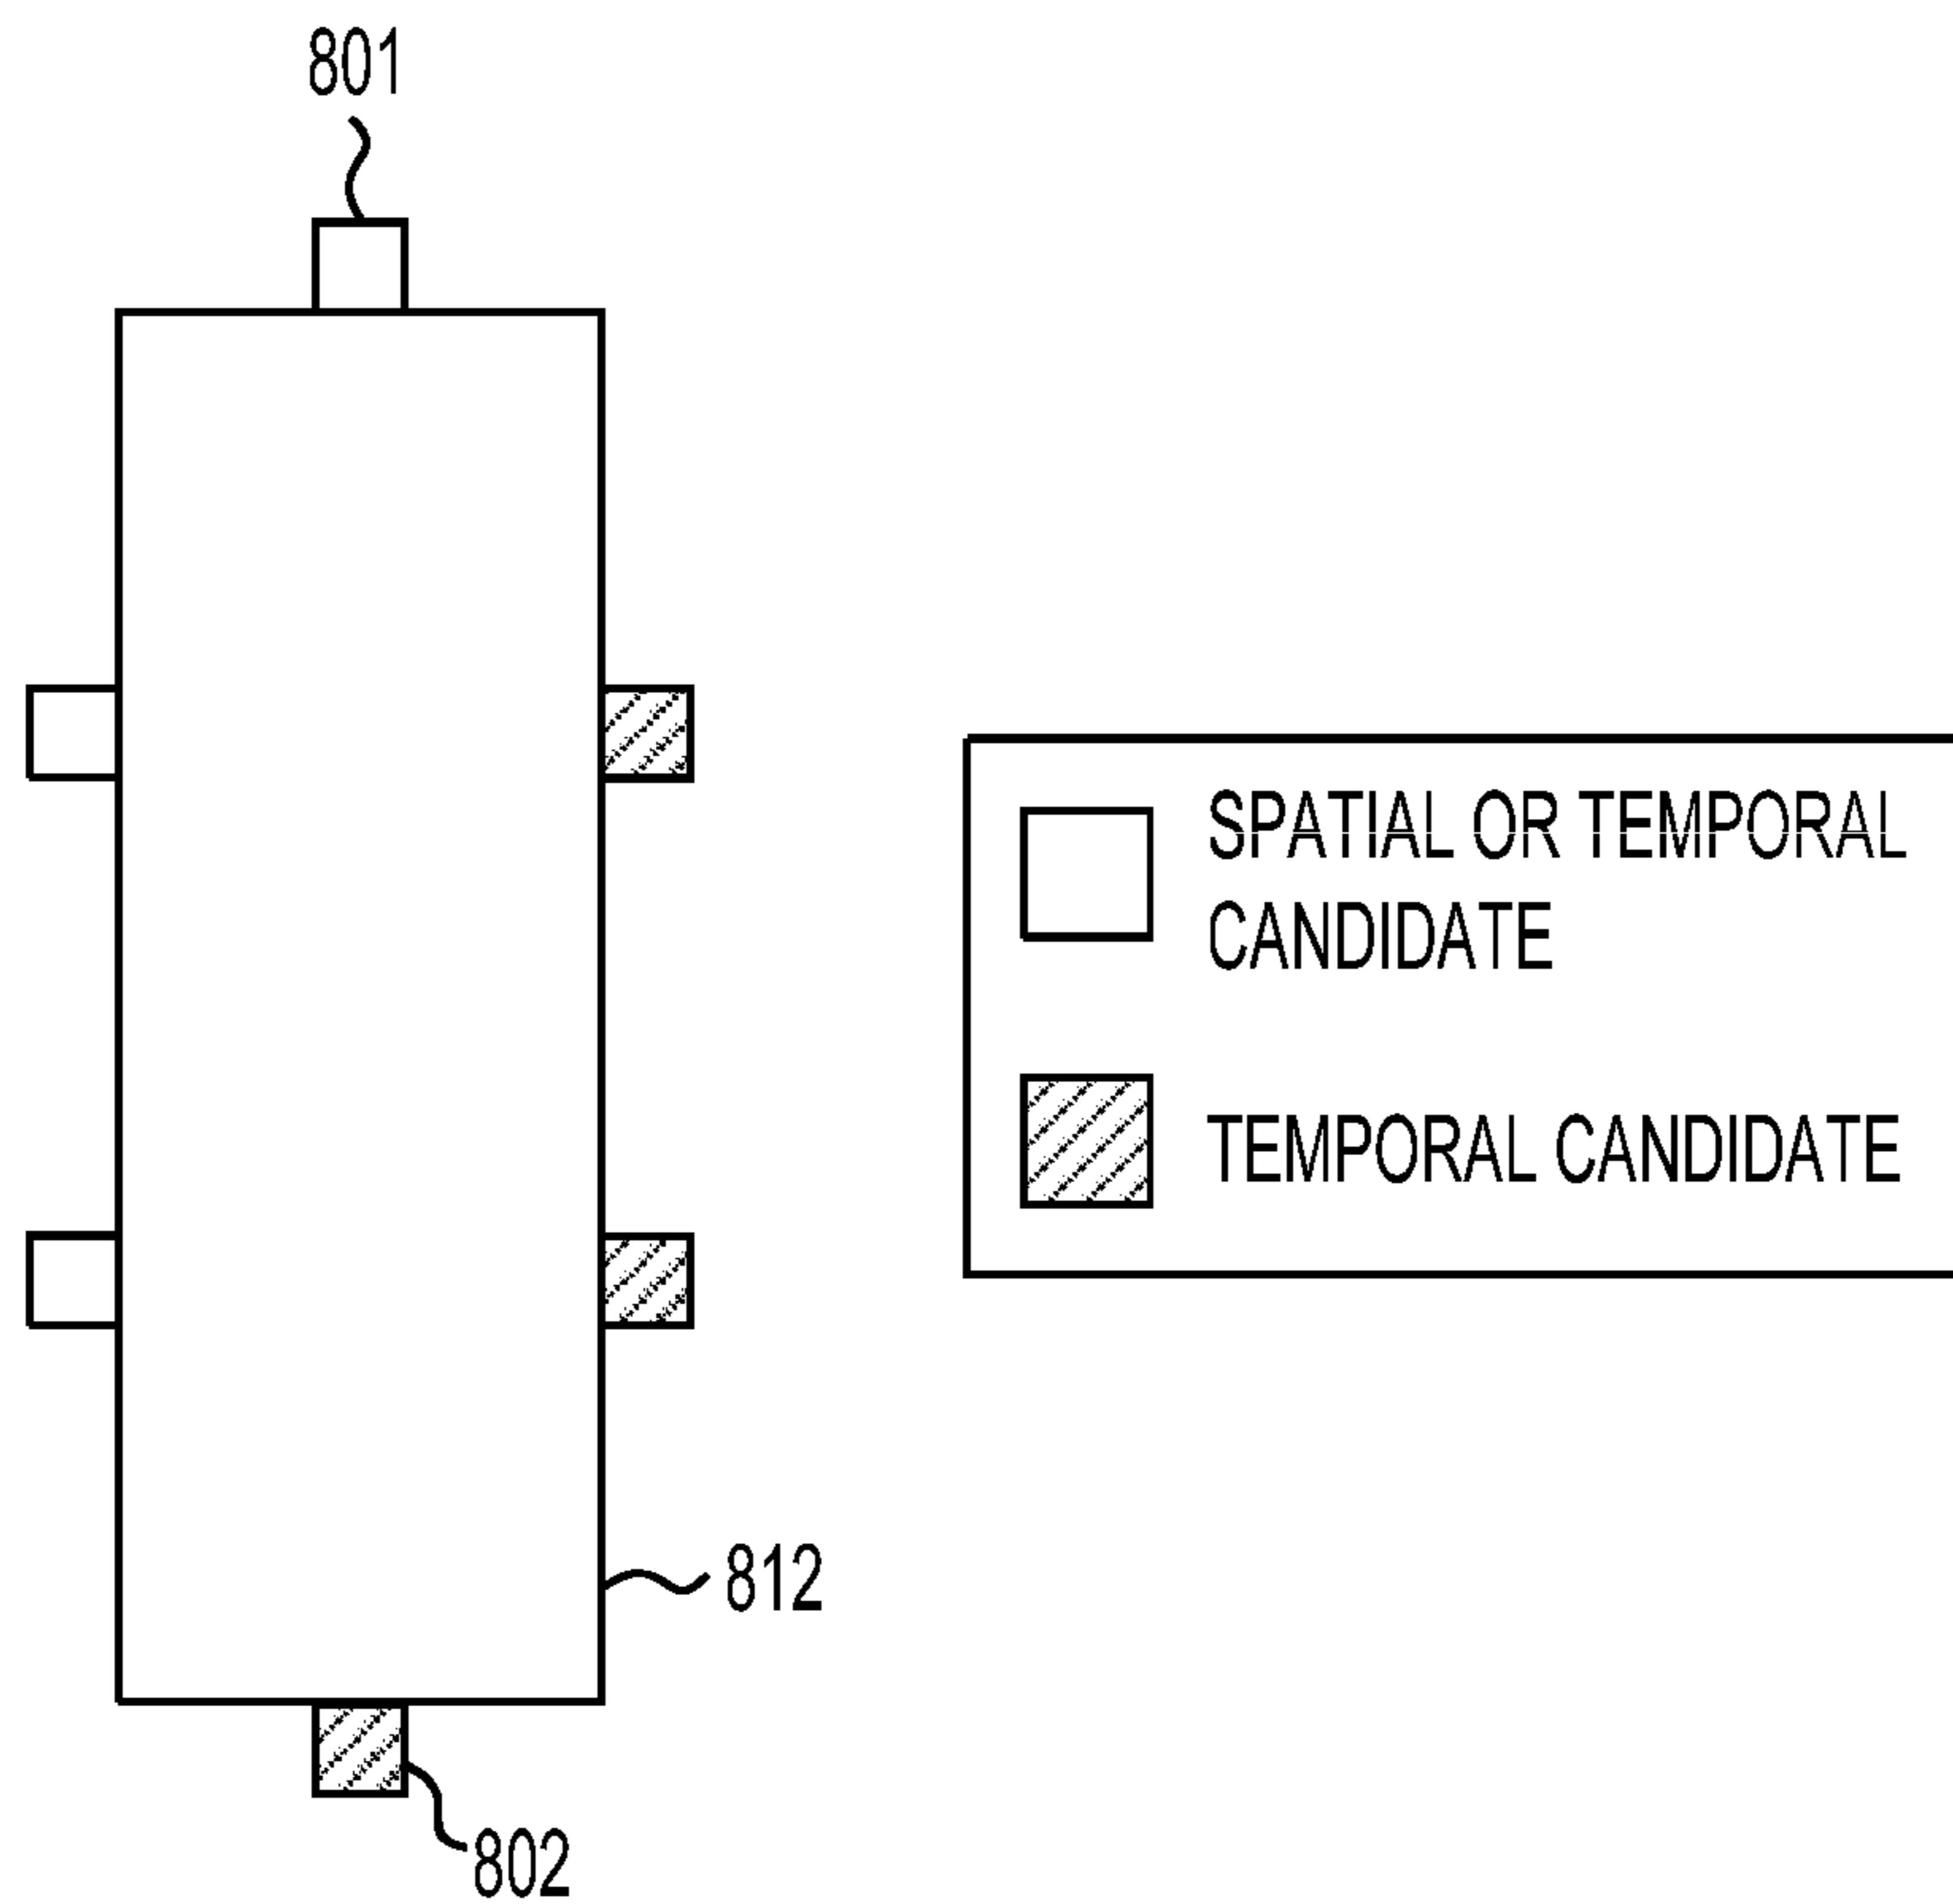 801
SPATIAL OR TEMPORAL
CANDIDATE
TEMPORAL CANDIDATE
812
802